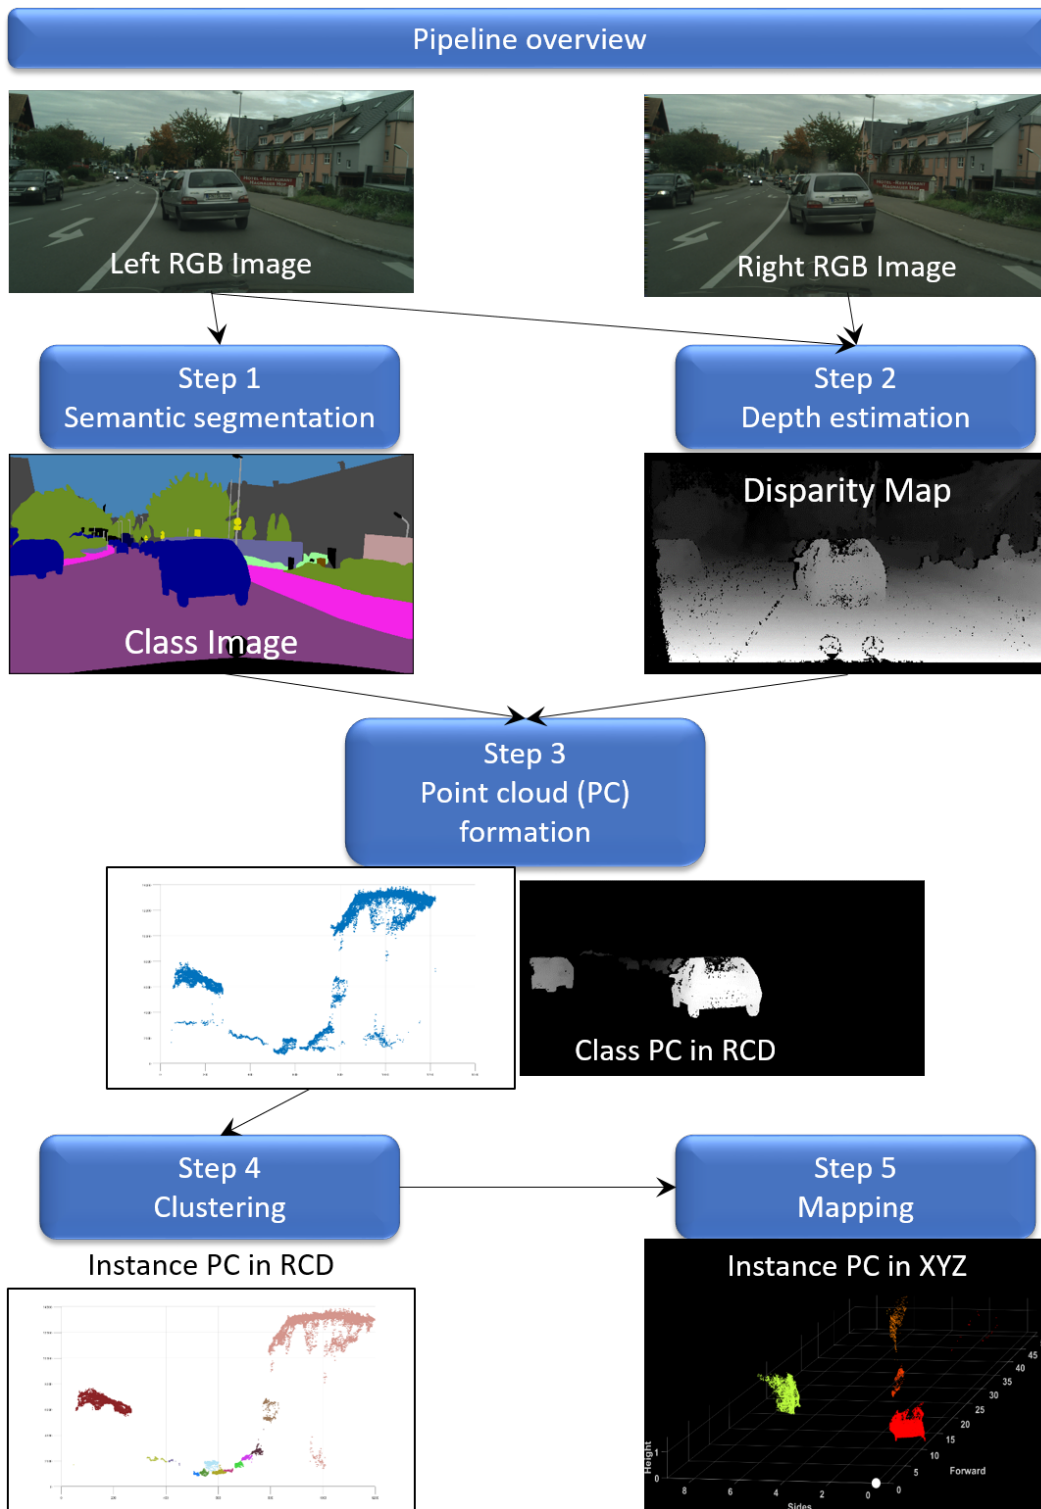 Pipeline overview
Left RGB Image
Right RGB Image
Step 1
Semantic segmentation
Step 2
Depth estimation
Class Image
Disparity Map
Step 3
Point cloud (PC)
formation
Class PC in RCD
Step 4
Clustering
Step 5
Mapping
Instance PC in RCD
Instance PC in XYZ
45
40
35
30
25
20
15
10
5
0
Forward
1
0
Height
8
6
4
2
0
Sides